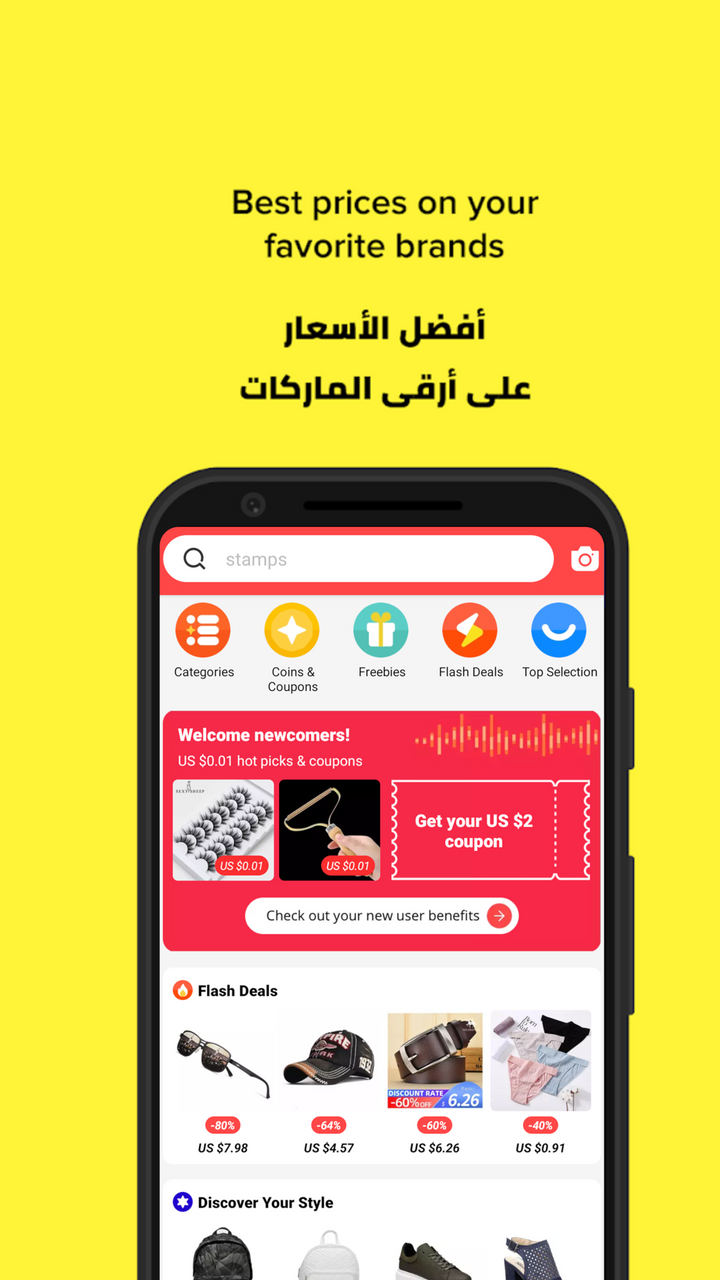 Best prices on your
favorite brands
أفضل الأسعار
على أرقى الماركات
stamps
Categories
Coins &
Coupons
Freebies
Flash Deals
Top Selection
Welcome newcomers!
US $0.01 hot picks & coupons
US $0.01
US $0.01
Get your US $2
coupon
Check out your new user benefits
Flash Deals
DISCOUNT RATE
-60%OFF
$ 6.26
-80%
-64%
-60%
-40%
US $7.98
US $4.57
US $6.26
US $0.91
Discover Your Style